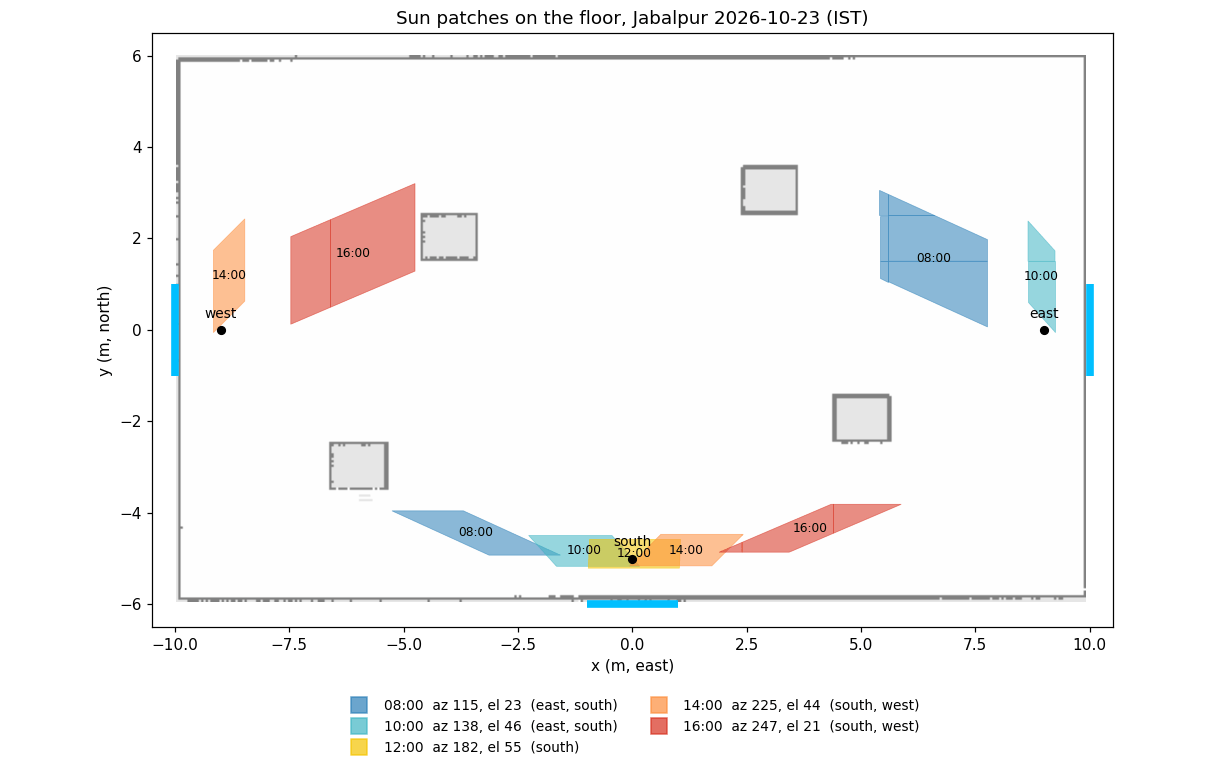 Sun patches on the floor, Jabalpur 2026-10-23 (IST)
6
4
2
0
−2
−4
−6
y (m, north)
16:00
14:00
west
08:00
10:00
east
08:00
10:00
south
12:00
14:00
16:00
−10.0
−7.5
−5.0
−2.5
0.0
2.5
5.0
7.5
10.0
x (m, east)
08:00 az 115, el 23 (east, south)
10:00 az 138, el 46 (east, south)
12:00 az 182, el 55 (south)
14:00 az 225, el 44 (south, west)
16:00 az 247, el 21 (south, west)